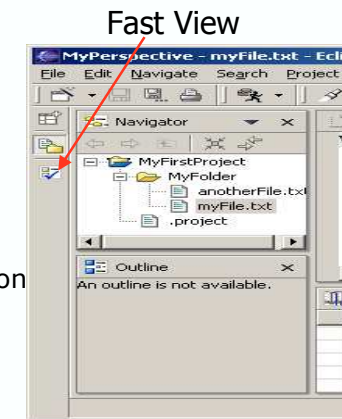 Fast View
MyPerspective - myFile.txt - Ecli
File Edit Navigate Search Project
Navigator
MyFirstProject
MyFolder
anotherFile.txt
myFile.txt
.project
Outline
on
An outline is not available.